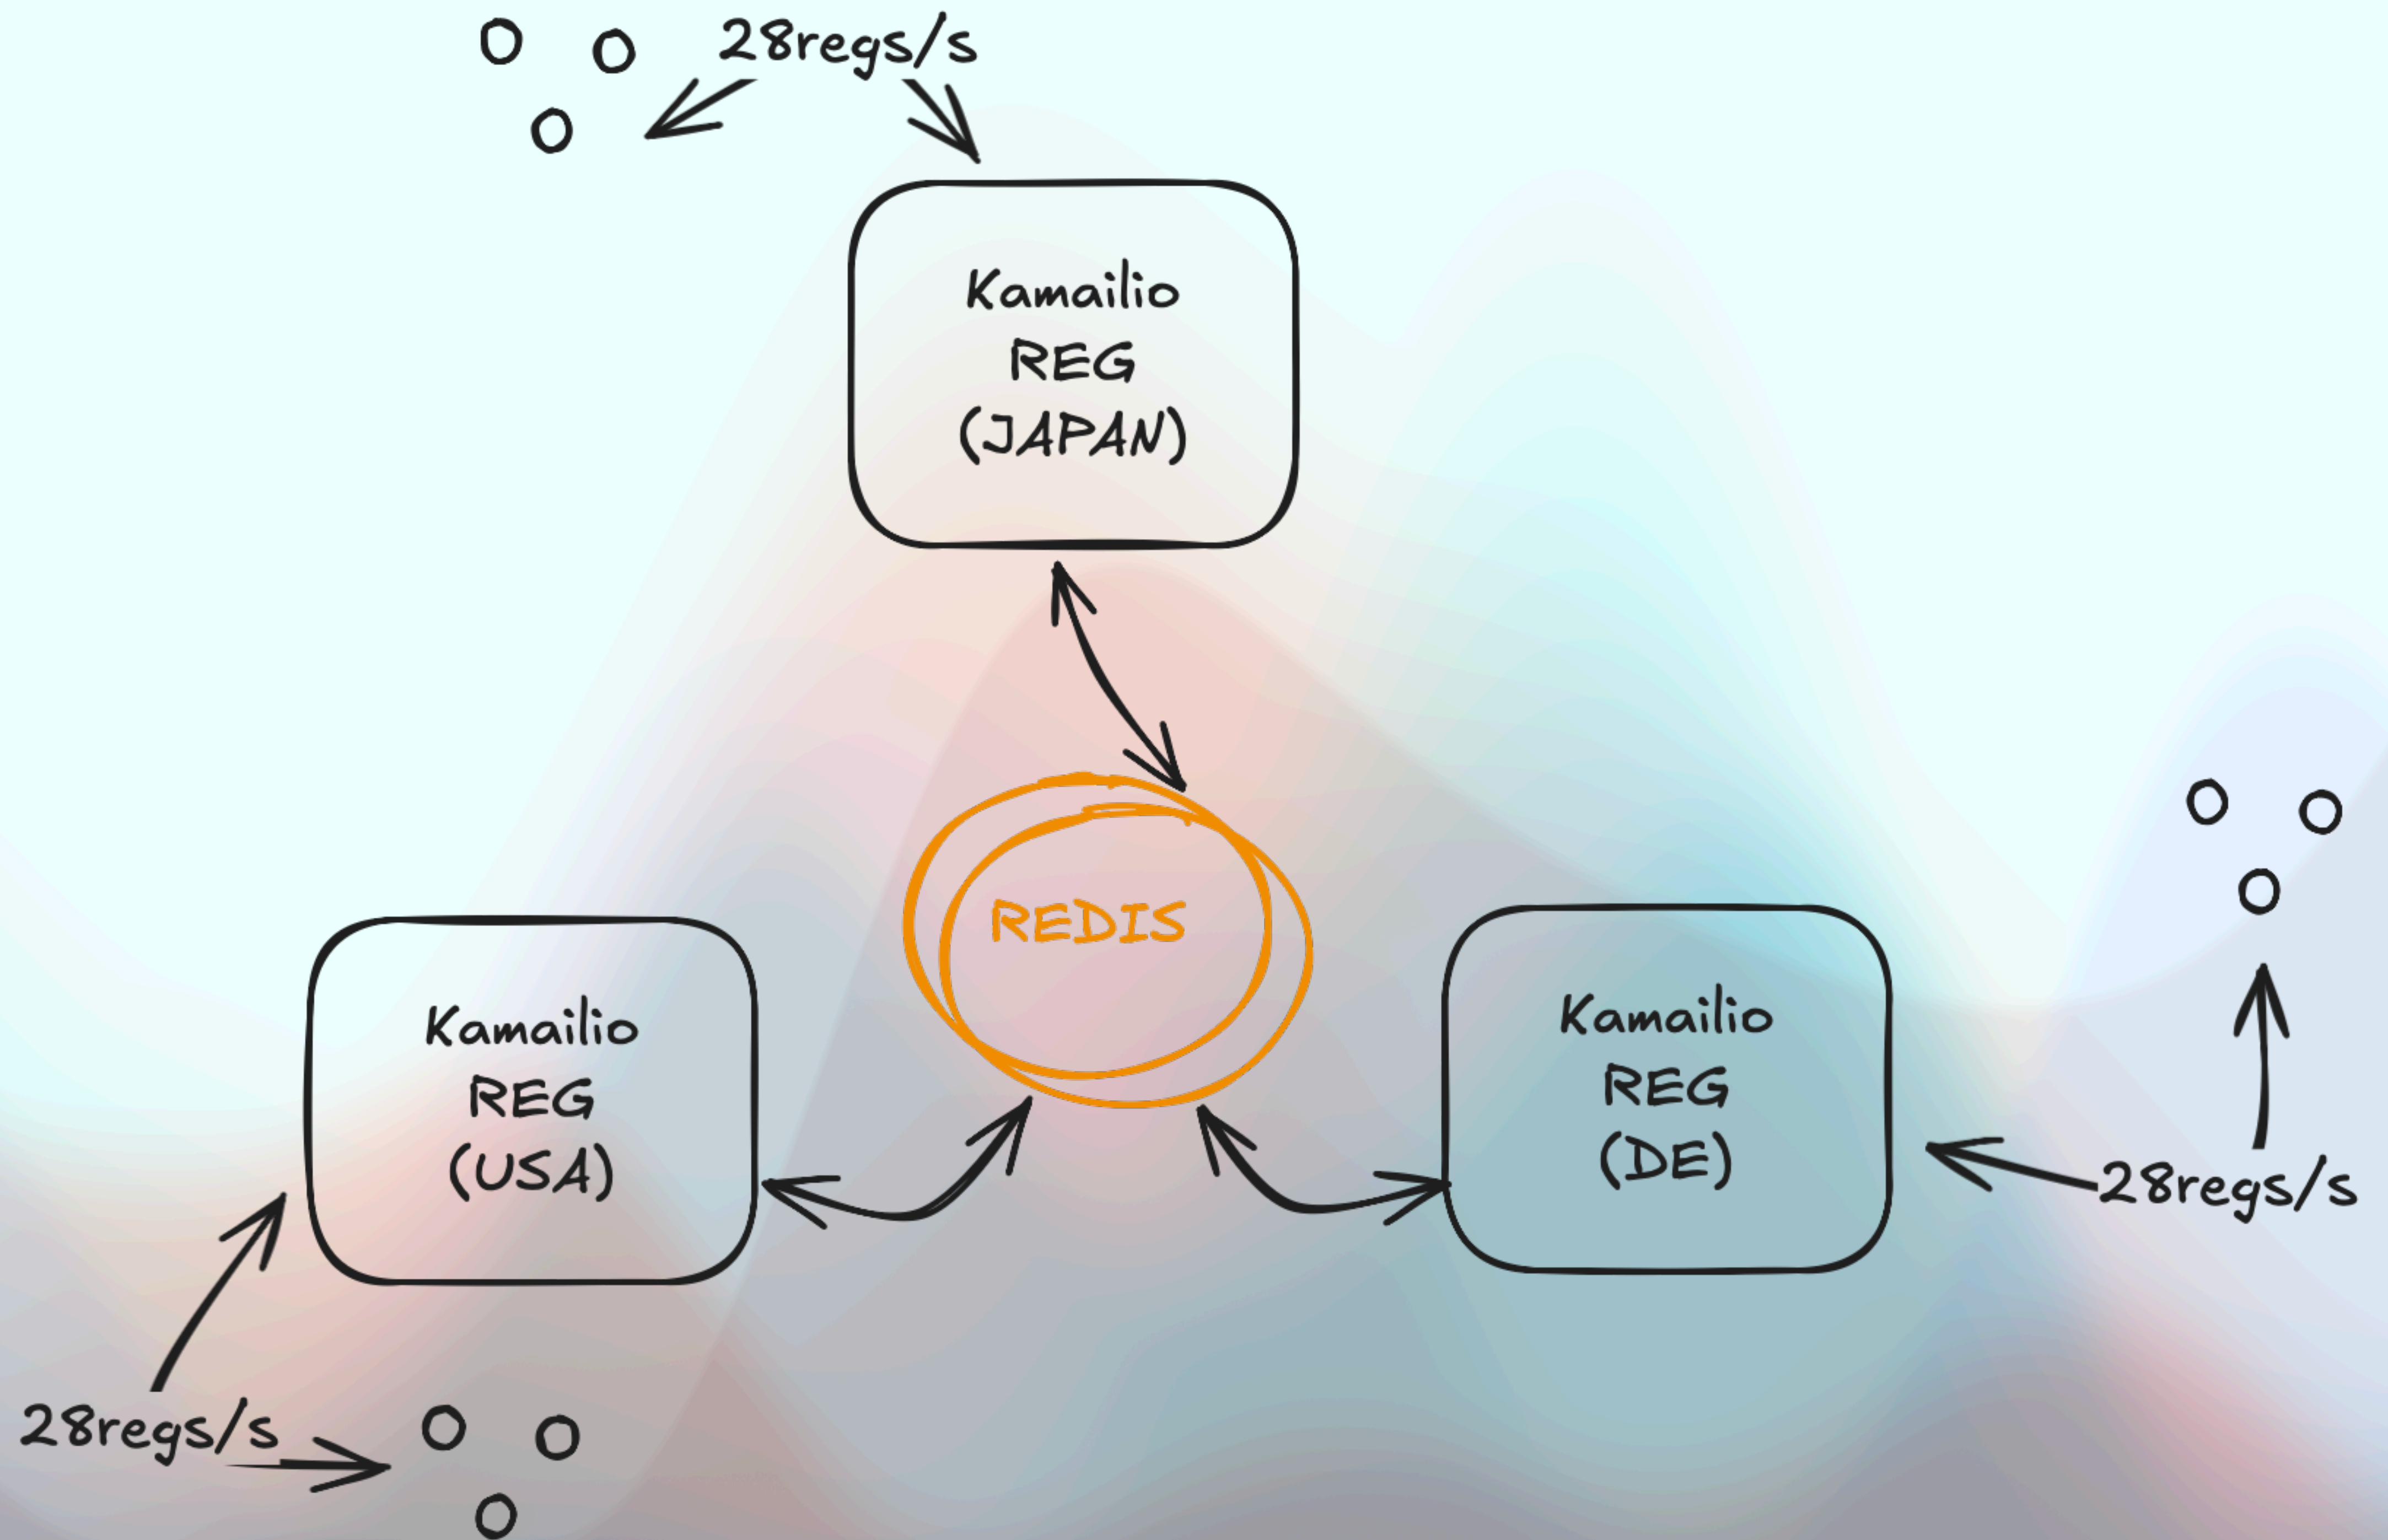 28regs/s
Kamailio
REG
(JAPAN)
REDIS
Kamailio
REG
(USA)
Kamailio
REG
(DE)
28regs/s
28regs/s